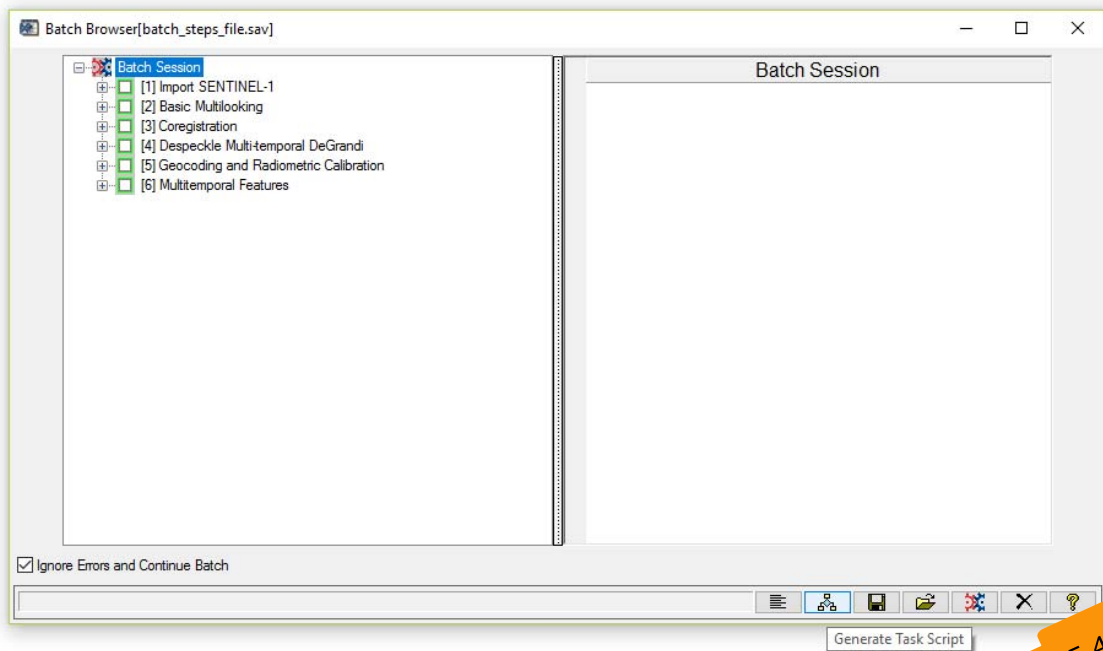 Batch Browser[batch_steps_file.sav]
Batch Session
[1] Import SENTINEL-1
[2] Basic Multilooking
[3] Coregistration
[4] Despeckle Multi-temporal DeGrandi
[5] Geocoding and Radiometric Calibration
[6] Multitemporal Features
Batch Session
Ignore Errors and Continue Batch
Generate Task Script